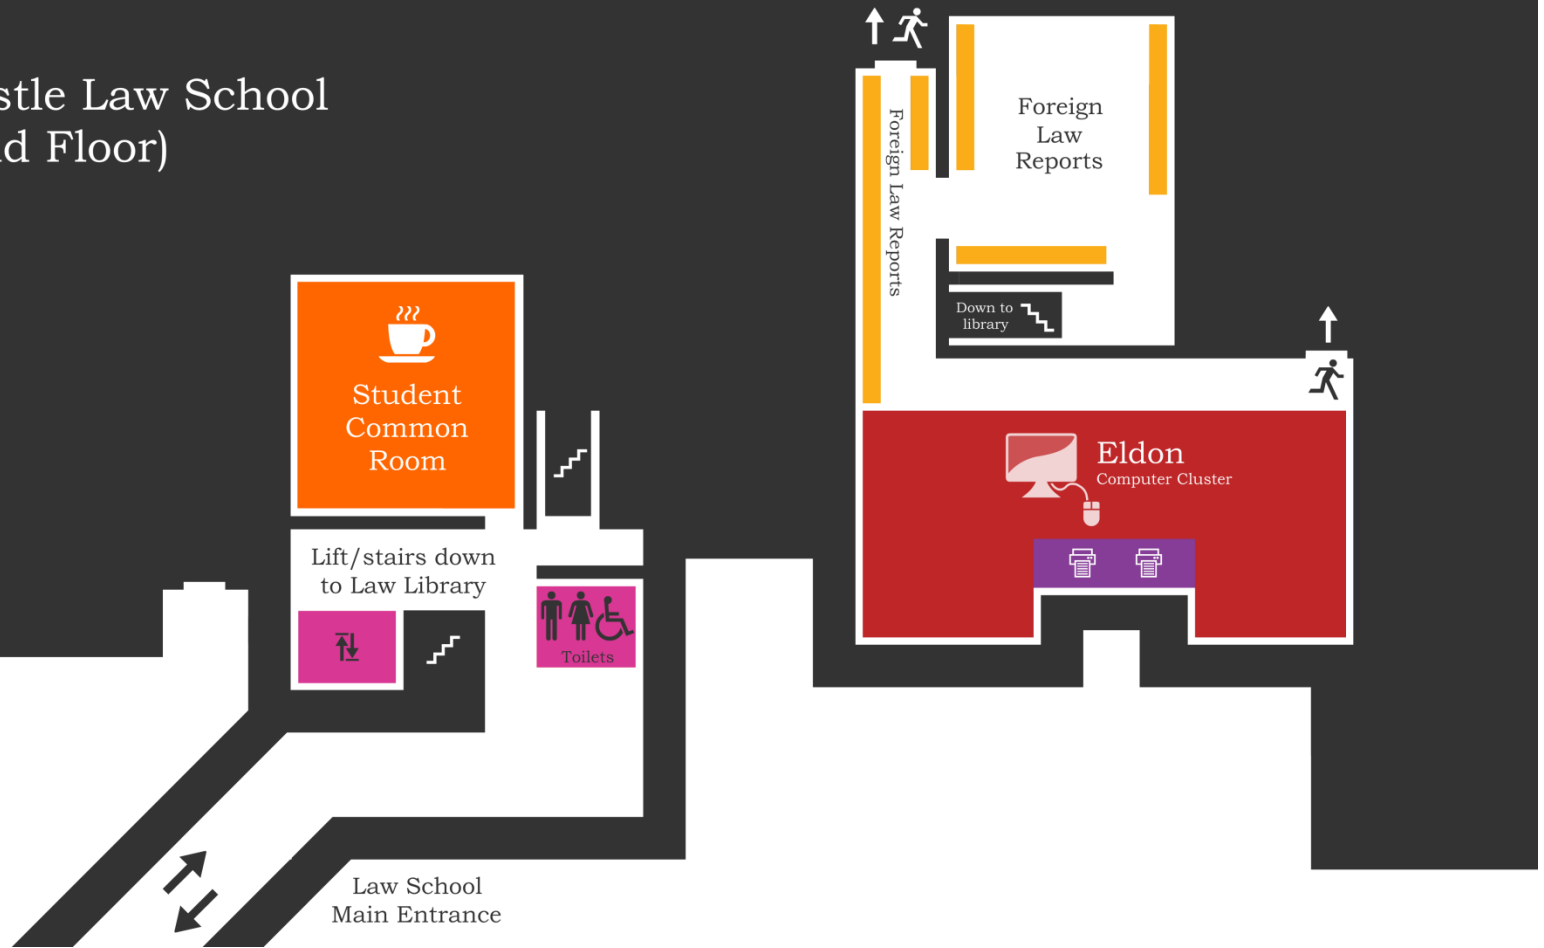 stle Law School
d Floor)
Foreign
Law
Reports
Foreign Law Reports
Down to
library
Student
Common
Room
Eldon
Computer Cluster
Lift/stairs down
to Law Library
Toilets
Law School
Main Entrance